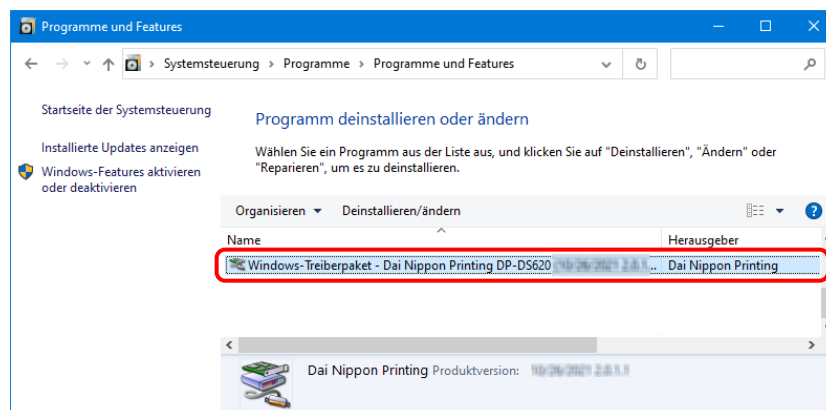 Programme und Features
Systemsteuerung > Programme > Programme und Features
Startseite der Systemsteuerung
Installierte Updates anzeigen
Windows-Features aktivieren
oder deaktivieren
Programm deinstallieren oder ändern
Wählen Sie ein Programm aus der Liste aus, und klicken Sie auf "Deinstallieren", "Ändern" oder
"Reparieren", um es zu deinstallieren.
Organisieren Deinstallieren/ändern
Name Herausgeber
Windows-Treiberpaket - Dai Nippon Printing DP-DS620 Dai Nippon Printing
Dai Nippon Printing Produktversion: